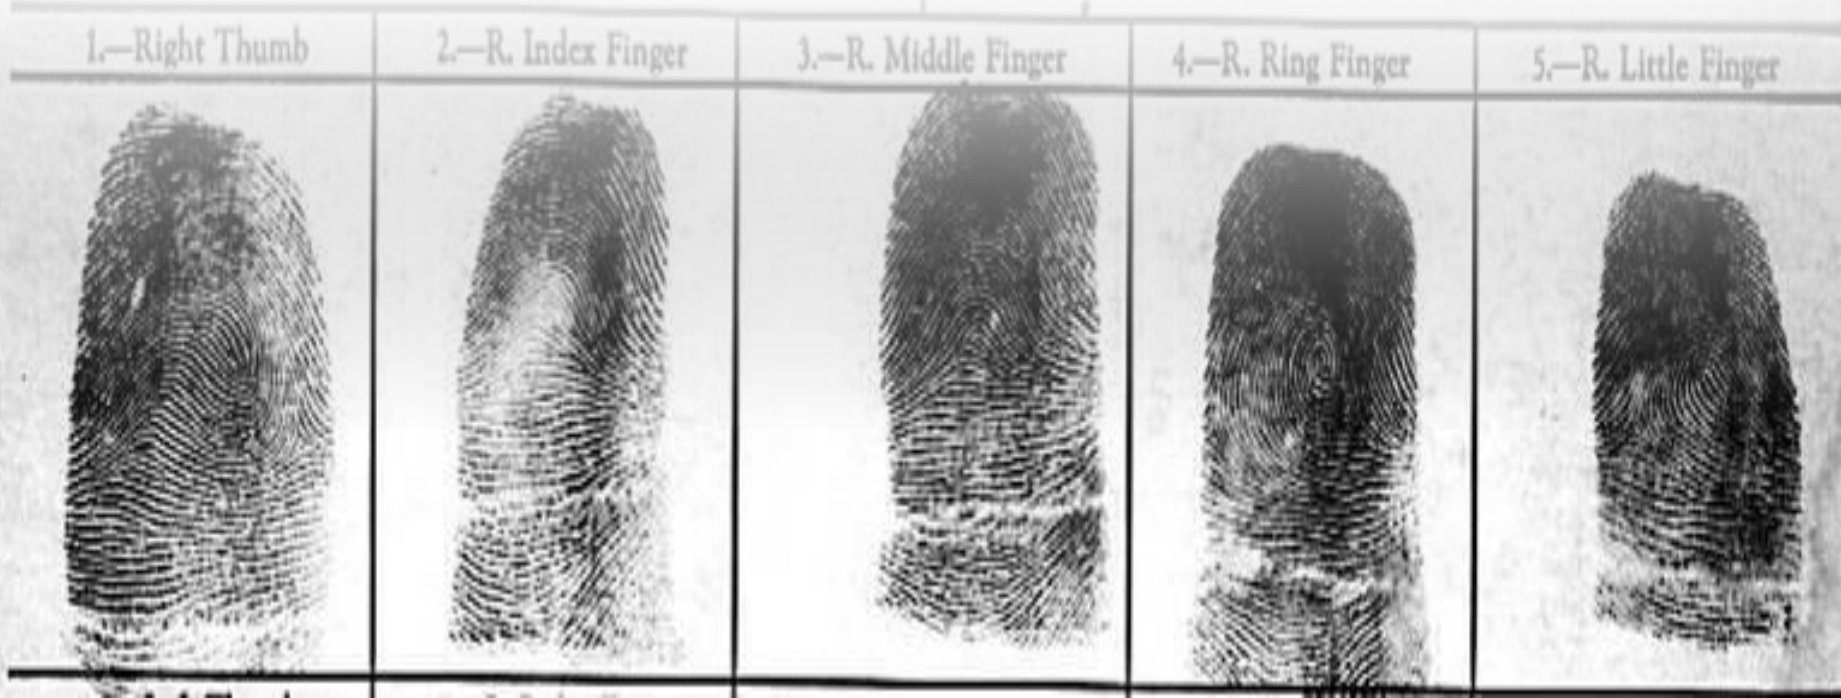 1.—Right Thumb
2.—R. Index Finger
3.—R. Middle Finger
4.—R. Ring Finger
5.—R. Little Finger